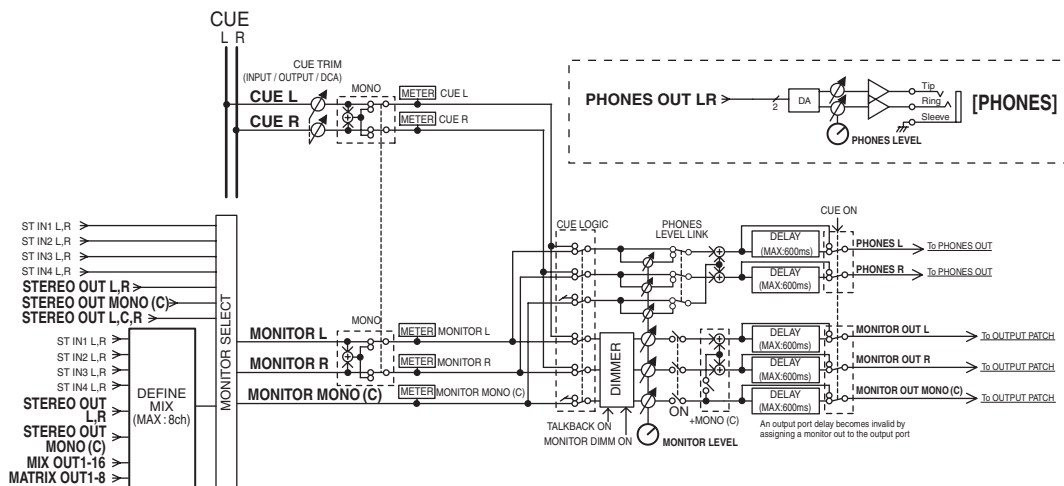 CUE
L R
CUE TRIM
(INPUT / OUTPUT / DCA)
MONO
CUE L
METER CUE L
CUE R
METER CUE R
PHONES OUT LR
2
DA
Tip
Ring
Sleeve
[PHONES]
PHONES LEVEL
ST IN1 L,R
ST IN2 L,R
ST IN3 L,R
ST IN4 L,R
STEREO OUT L,R
STEREO OUT MONO (C)
STEREO OUT L,C,R
ST IN1 L,R
ST IN2 L,R
ST IN3 L,R
ST IN4 L,R
STEREO OUT
L,R
STEREO OUT
MONO (C)
MIX OUT1-16
MATRIX OUT1-8
DEFINE
MIX
(MAX : 8ch)
MONITOR SELECT
MONO
MONITOR L
METER MONITOR L
MONITOR R
METER MONITOR R
MONITOR MONO (C)
METER MONITOR MONO (C)
CUE LOGIC
PHONES
LEVEL LINK
CUE ON
DELAY
(MAX:600ms)
PHONES L
To PHONES OUT
DELAY
(MAX:600ms)
PHONES R
To PHONES OUT
DIMMER
TALKBACK ON
MONITOR DIMM ON
MONITOR LEVEL
ON
+MONO (C)
DELAY
(MAX:600ms)
MONITOR OUT L
To OUTPUT PATCH
DELAY
(MAX:600ms)
MONITOR OUT R
To OUTPUT PATCH
DELAY
(MAX:600ms)
MONITOR OUT MONO (C)
To OUTPUT PATCH
An output port delay becomes invalid by
assigning a monitor out to the output port